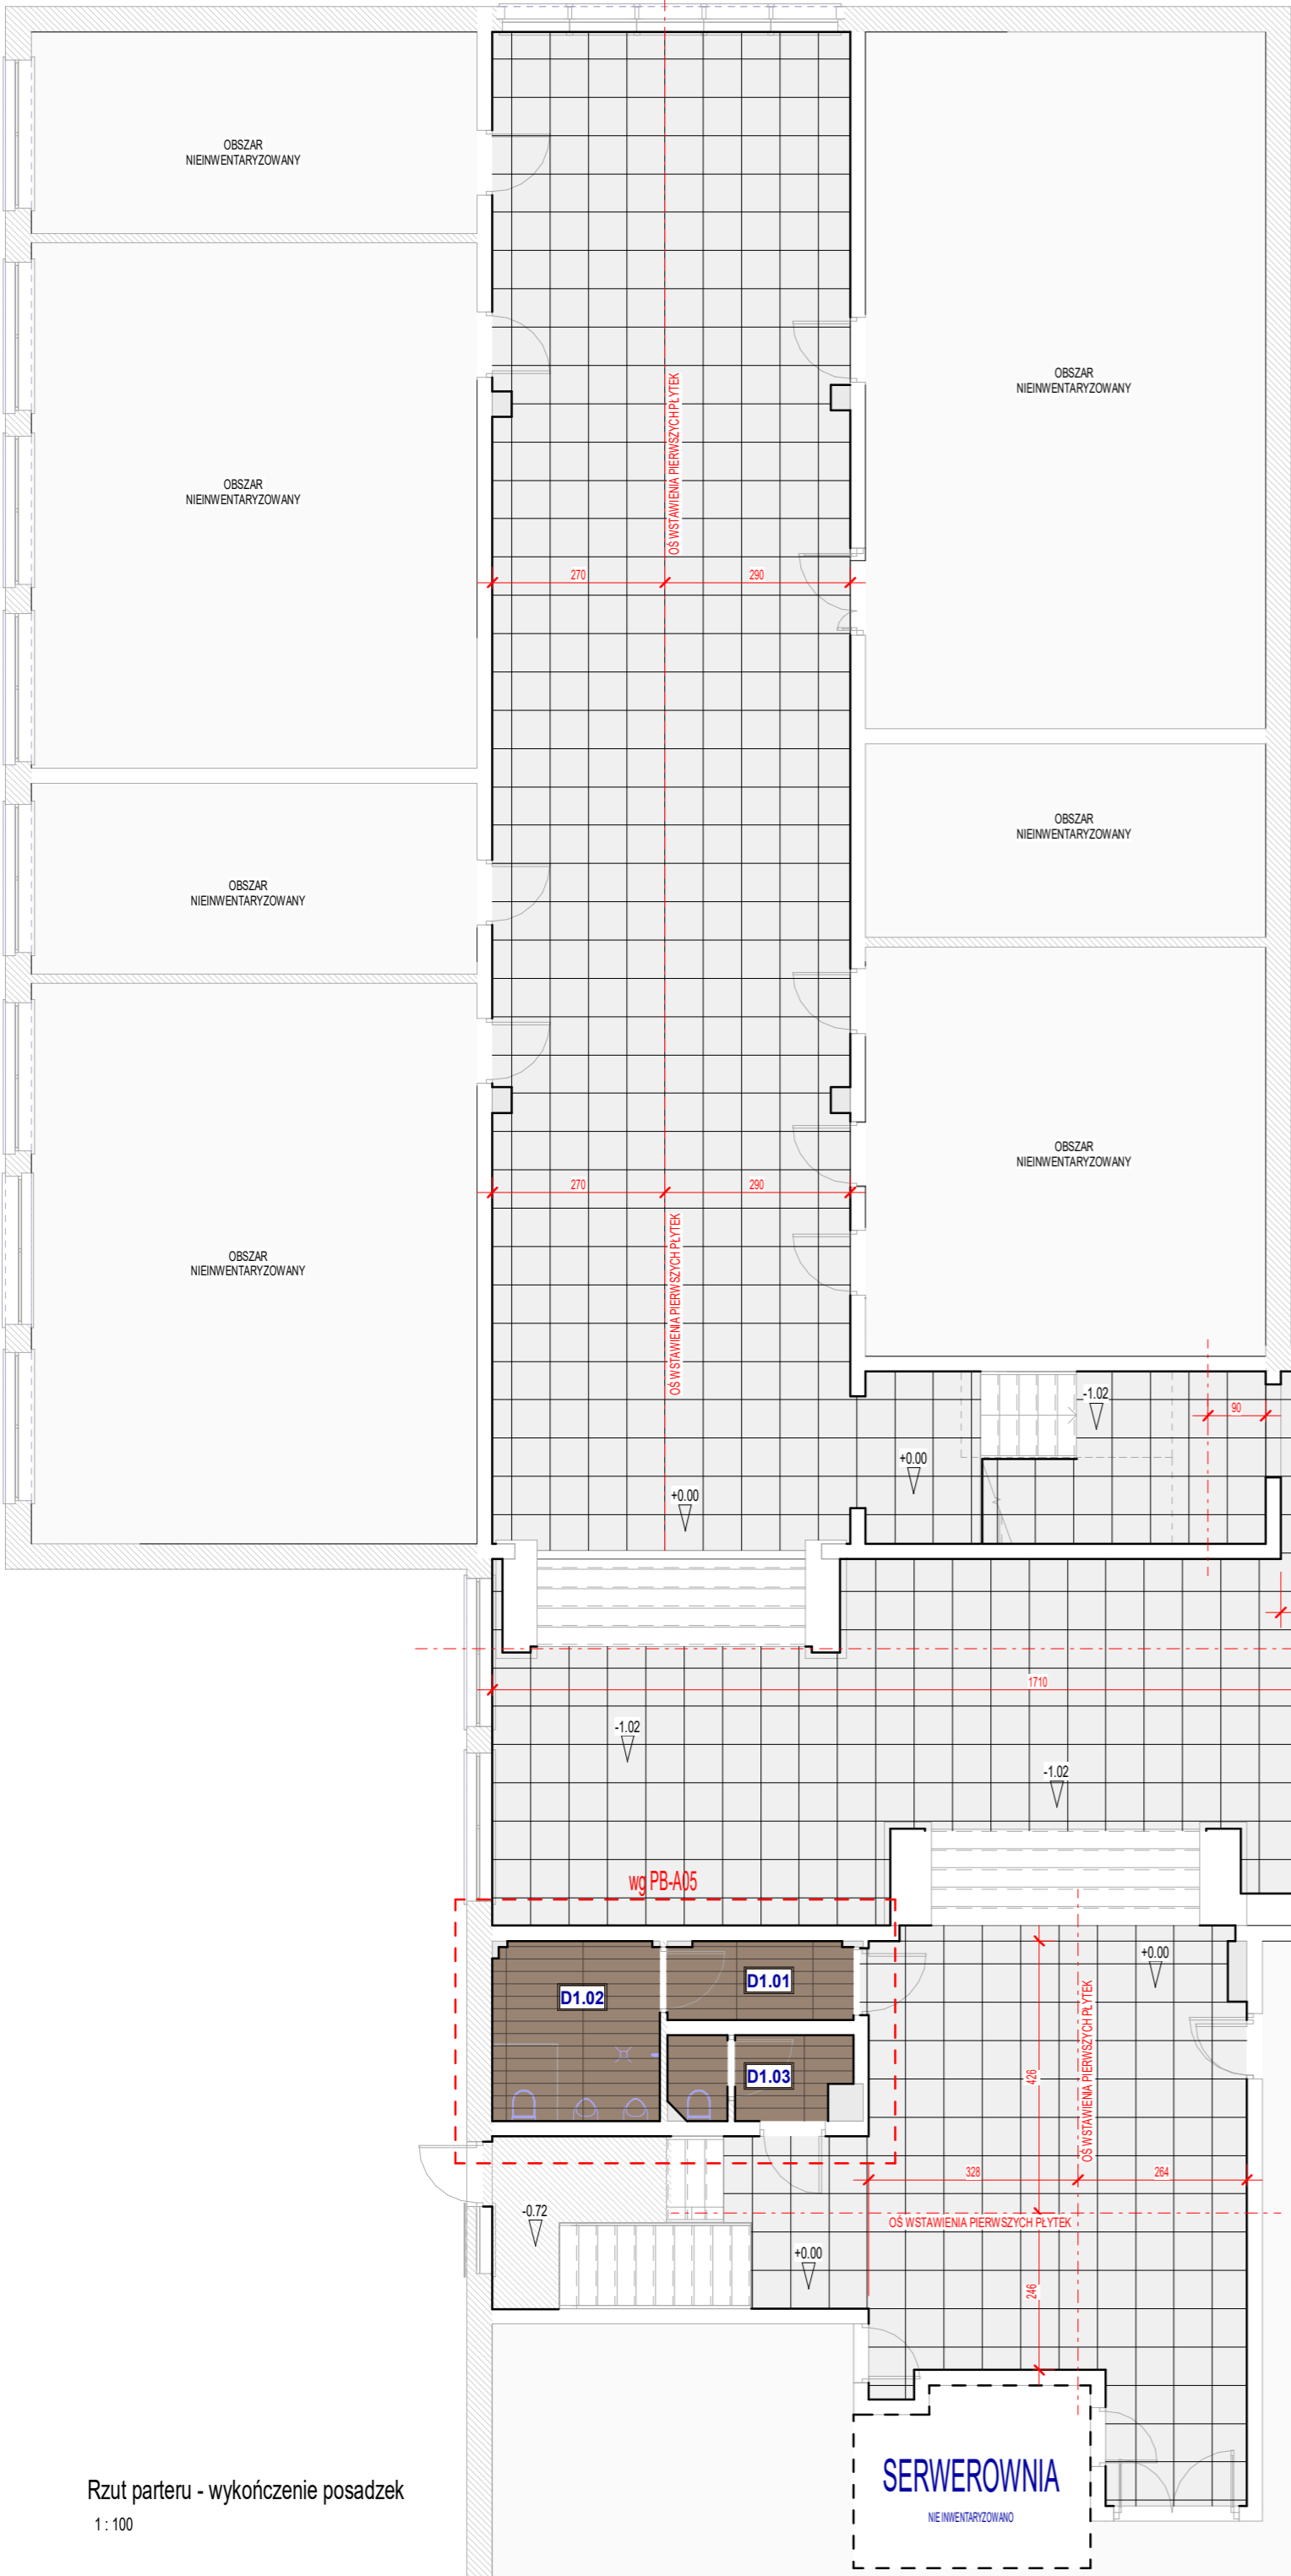 OBSZAR
NIEINWENTARYZOWANY
OBSZAR
NIEINWENTARYZOWANY
OŚ WSTAWIENIA PIERWSZYCH PŁYTEK
OBSZAR
NIEINWENTARYZOWANY
270
290
OBSZAR
NIEINWENTARYZOWANY
OBSZAR
NIEINWENTARYZOWANY
OBSZAR
NIEINWENTARYZOWANY
270
290
OŚ WSTAWIENIA PIERWSZYCH PŁYTEK
OBSZAR
NIEINWENTARYZOWANY
-1.02
90
+0.00
+0.00
1710
-1.02
-1.02
wg PB-A05
+0.00
D1.01
D1.02
OŚ WSTAWIENIA PIERWSZYCH PŁYTEK
426
D1.03
328
264
-0.72
OŚ WSTAWIENIA PIERWSZYCH PŁYTEK
+0.00
246
SERWEROWNIA
NIE INWENTARYZOWANO
Rzut parteru - wykończenie posadzek
1 : 100